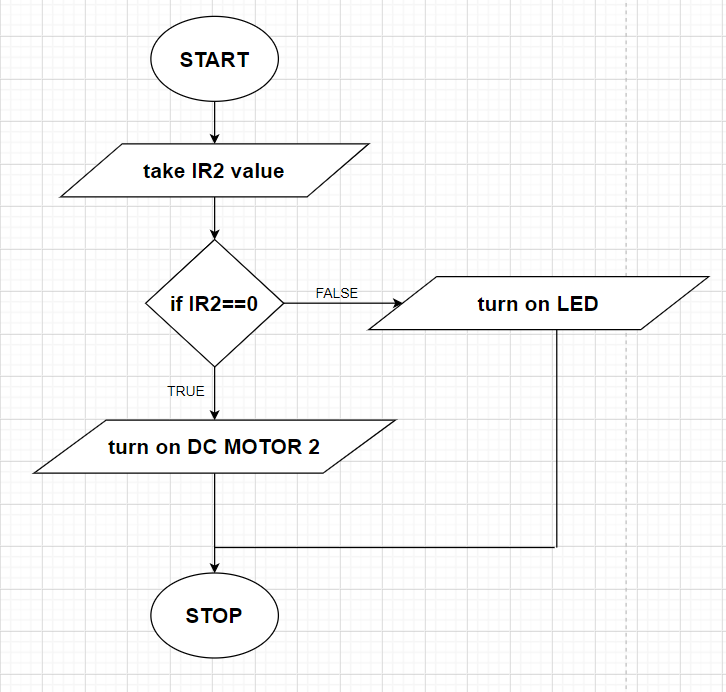 START
take IR2 value
if IR2==0
FALSE
turn on LED
TRUE
turn on DC MOTOR 2
STOP